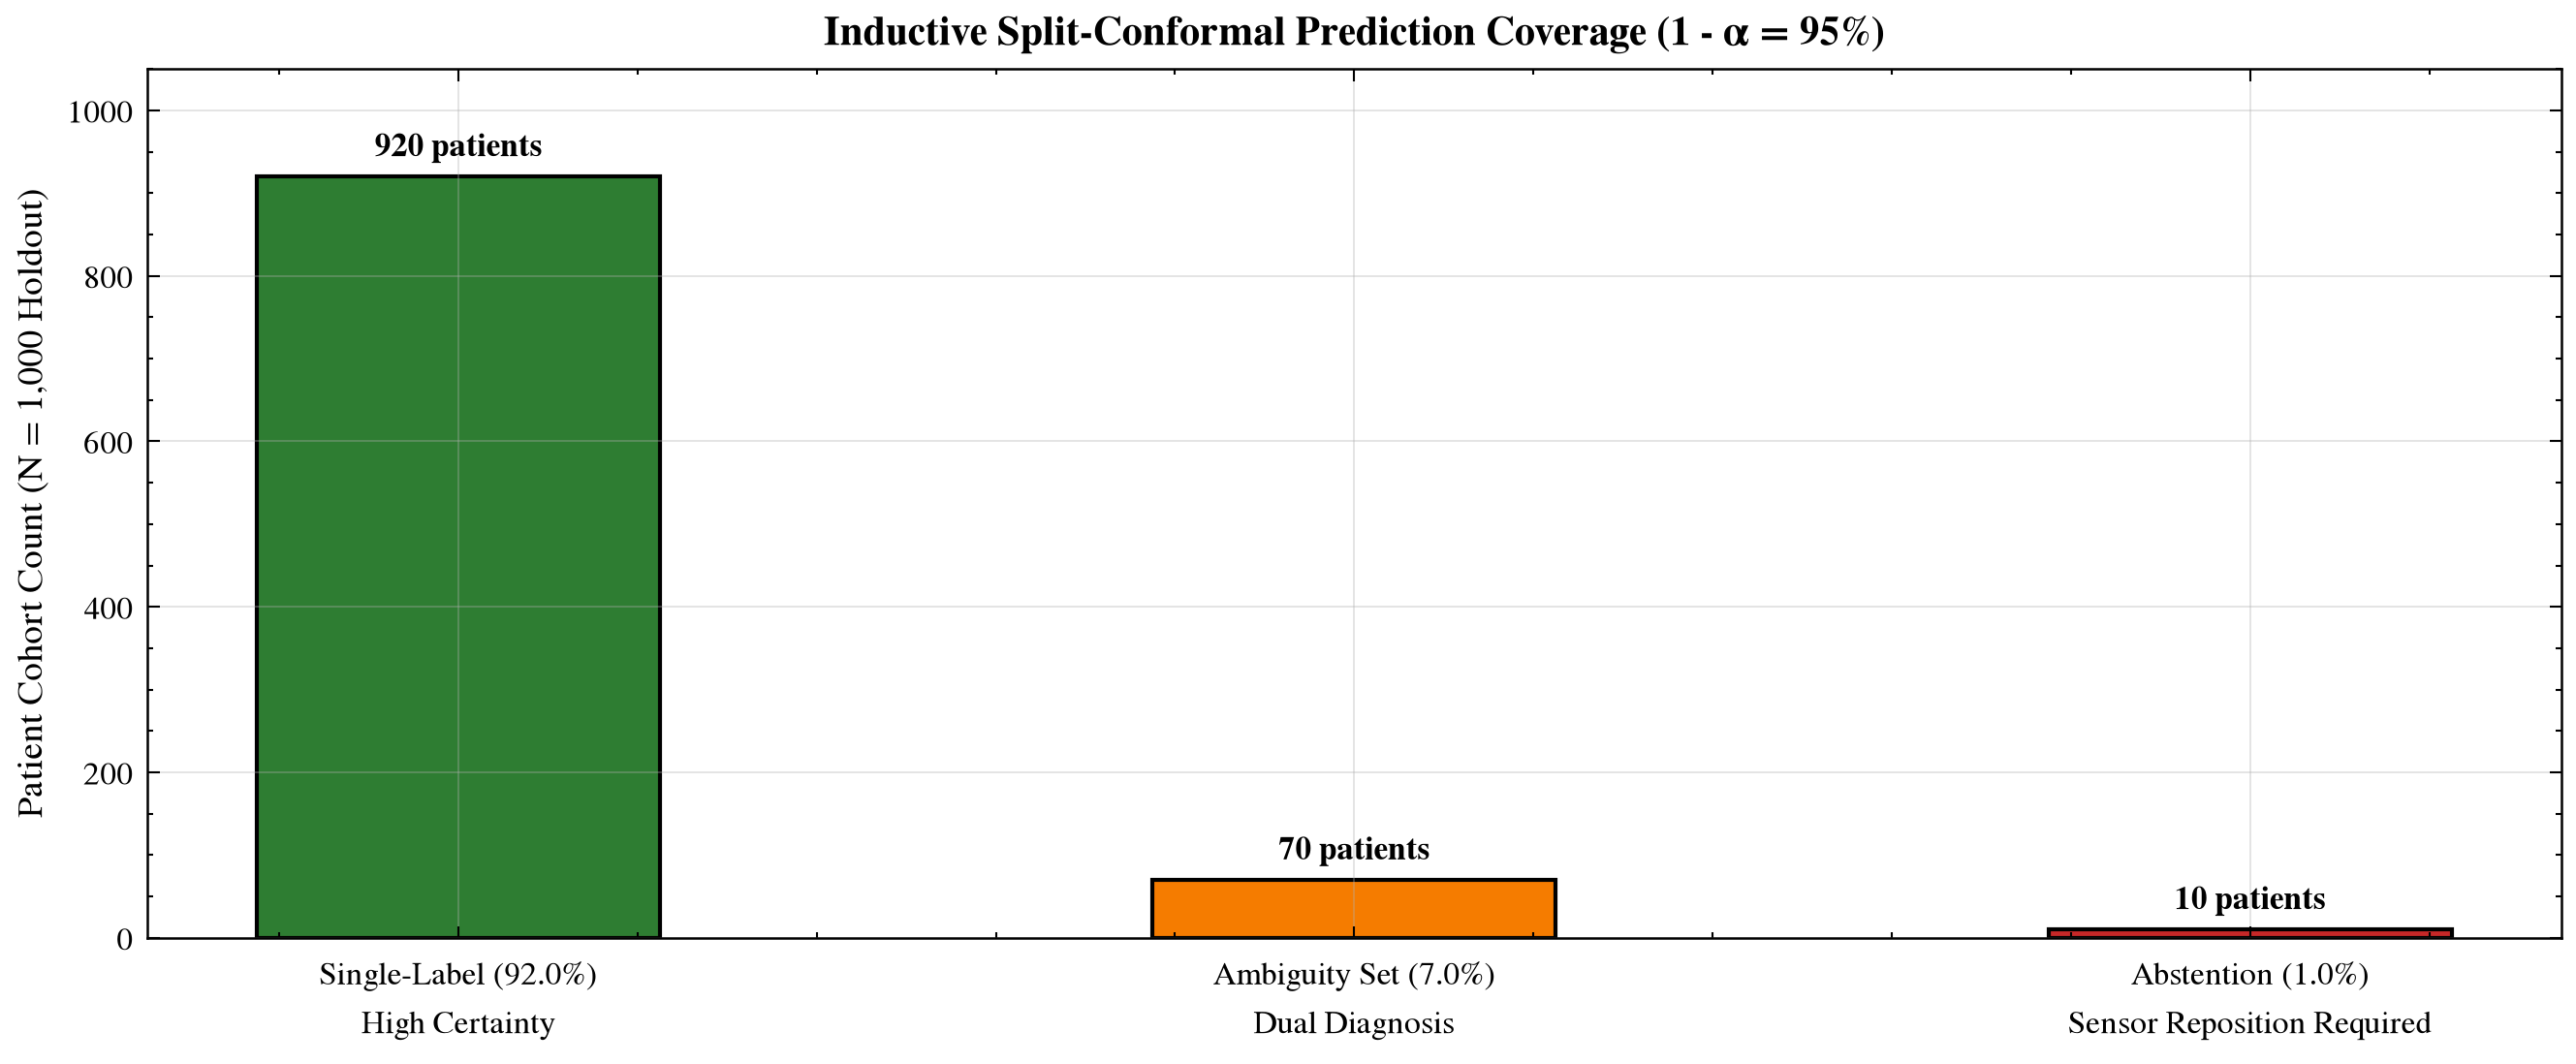 Inductive Split-Conformal Prediction Coverage (1 - α = 95%)
Patient Cohort Count (N = 1,000 Holdout)
1000
800
600
400
200
0
920 patients
70 patients
10 patients
Single-Label (92.0%)
High Certainty
Ambiguity Set (7.0%)
Dual Diagnosis
Abstention (1.0%)
Sensor Reposition Required